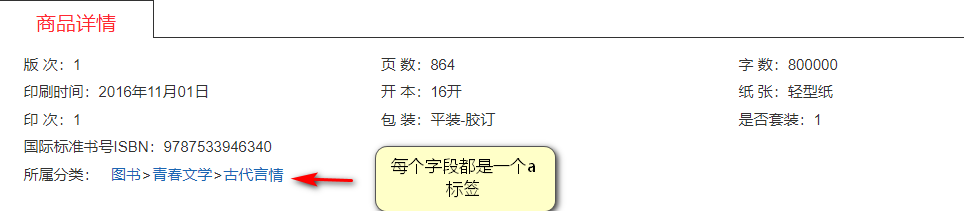 商品详情
版 次：1 页 数：864 字 数：800000
印刷时间：2016年11月01日 开 本：16开 纸 张：轻型纸
印 次：1 包 装：平装-胶订 是否套装：1
国际标准书号ISBN：9787533946340
所属分类： 图书>青春文学>古代言情
每个字段都是一个a
标签